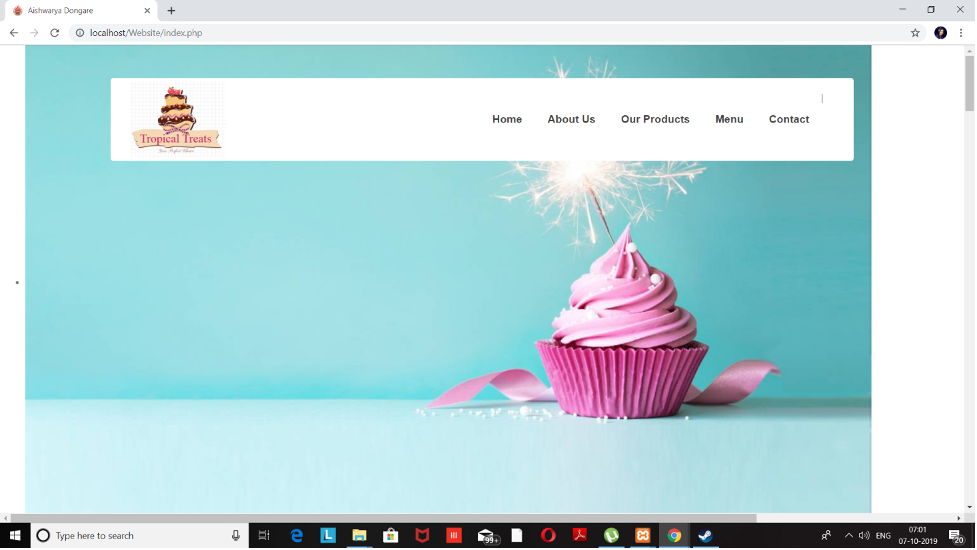 Aishwarya Dongare
localhost/Website/index.php
Tropical Treats
Home About Us Our Products Menu Contact
Type here to search
99+
ENG
07:01
07-10-2019
20